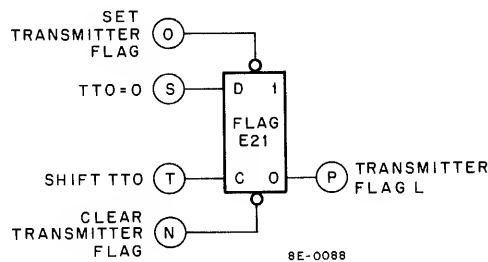 SET
TRANSMITTER
FLAG
O
TTO=0
S
D 1
FLAG
E21
SHIFT TTO
T
C 0
P
TRANSMITTER
FLAG L
CLEAR
TRANSMITTER
FLAG
N
8E-0088